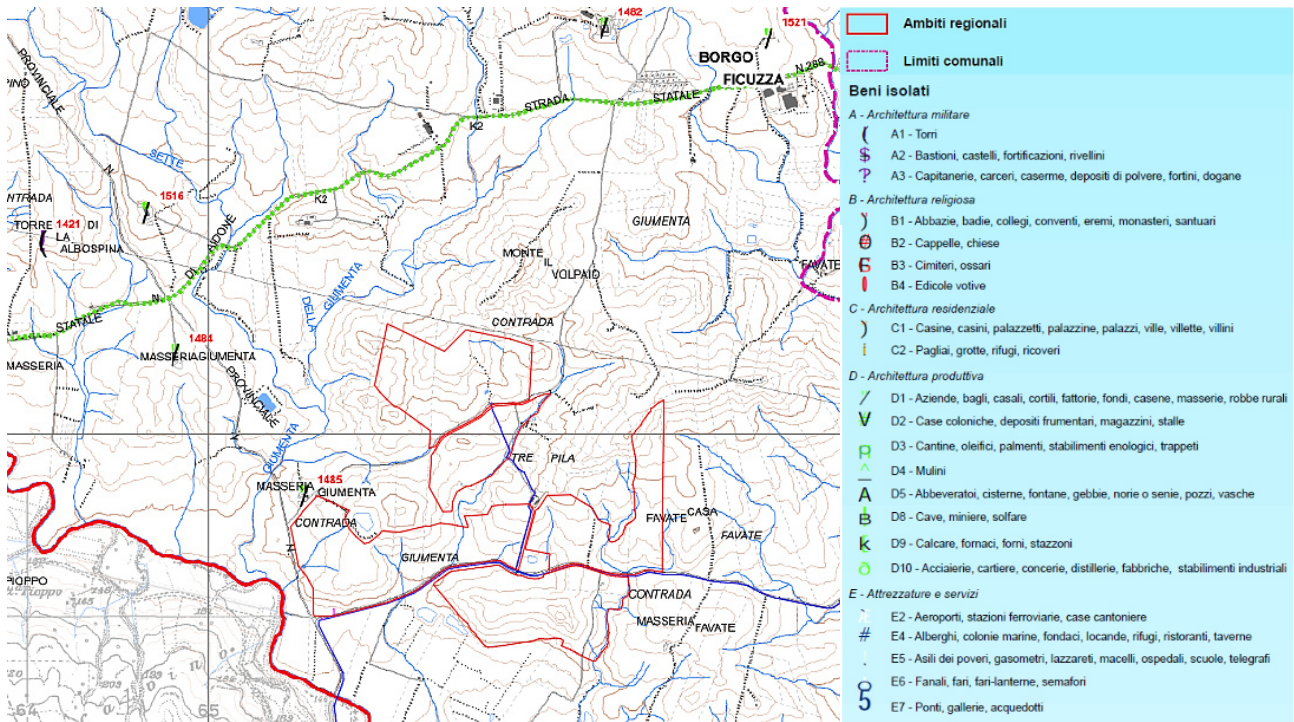 1482
1521
BORGO
FICUZZA
N.288
PROVINCIALE
PINO
STRADA
STATALE
K2
SETTE
N
NTRADA
1516
K2
GIUMENTA
TORRE 1421 DI
LA
ALBOSPINA
DI
RIDONE
MONTE
IL
VOLPAIO
FAVATE
DELLA
GIUMENTA
STATALE
N.
CONTRADA
1484
MASSERIA
MASSERIA GIUMENTA
PROVINCIALE
GIUMENTA
TRE PILA
MASSERIA
1485
GIUMENTA
CONTRADA
FAVATE
CASA
FAVATE
N.
GIUMENTA
PIOPPO
CONTRADA
MASSERIA
FAVATE
64
65
Ambiti regionali
Limiti comunali
Beni isolati
A - Architettura militare
A1 - Torri
A2 - Bastioni, castelli, fortificazioni, rivellini
A3 - Capitanerie, carceri, caserme, depositi di polvere, fortini, dogane
B - Architettura religiosa
B1 - Abbazie, badie, collegi, conventi, eremi, monasteri, santuari
B2 - Cappelle, chiese
B3 - Cimiteri, ossari
B4 - Edicole votive
C - Architettura residenziale
C1 - Casine, casini, palazzetti, palazzine, palazzi, ville, villette, villini
C2 - Pagliai, grotte, rifugi, ricoveri
D - Architettura produttiva
D1 - Aziende, bagli, casali, cortili, fattorie, fondi, casene, masserie, robbe rurali
D2 - Case coloniche, depositi frumentari, magazzini, stalle
D3 - Cantine, oleifici, palmenti, stabilimenti enologici, trappeti
D4 - Mulini
D5 - Abbeveratoi, cisterne, fontane, gebbie, norie o senie, pozzi, vasche
D8 - Cave, miniere, solfare
D9 - Calcare, fornaci, forni, stazzoni
D10 - Acciaierie, cartiere, concerie, distillerie, fabbriche, stabilimenti industriali
E - Attrezzature e servizi
E2 - Aeroporti, stazioni ferroviarie, case cantoniere
E4 - Alberghi, colonie marine, fondaci, locande, rifugi, ristoranti, taverne
E5 - Asili dei poveri, gasometri, lazzareti, macelli, ospedali, scuole, telegrafi
E6 - Fanali, fari, fari-lanterne, semafori
E7 - Ponti, gallerie, acquedotti